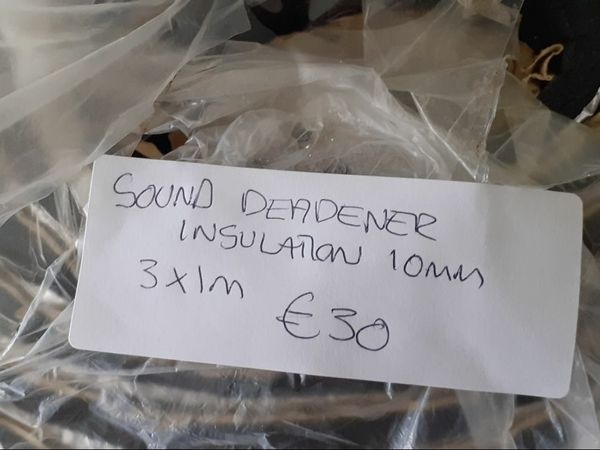 SOUND DEADENER
INSULATION 10MM
3x1m
€30